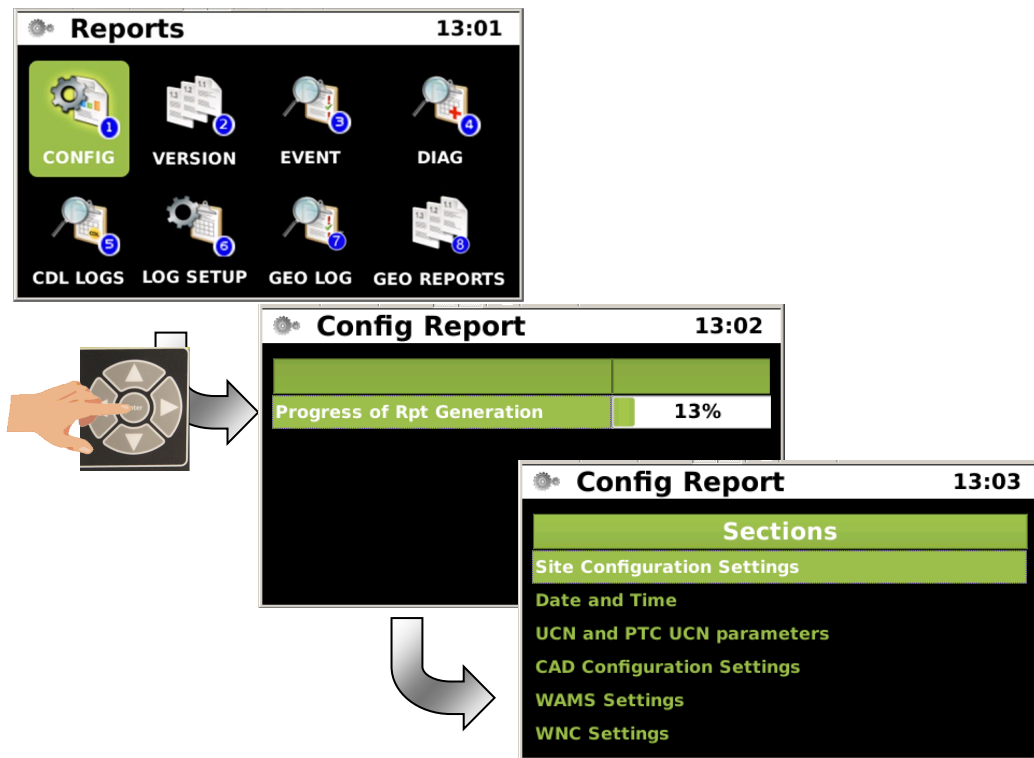 Reports 13:01
1 2 3 4
CONFIG VERSION EVENT DIAG
5 6 7 8
CDL LOGS LOG SETUP GEO LOG GEO REPORTS
Config Report 13:02
Progress of Rpt Generation 13%
Config Report 13:03
Sections
Site Configuration Settings
Date and Time
UCN and PTC UCN parameters
CAD Configuration Settings
WAMS Settings
WNC Settings